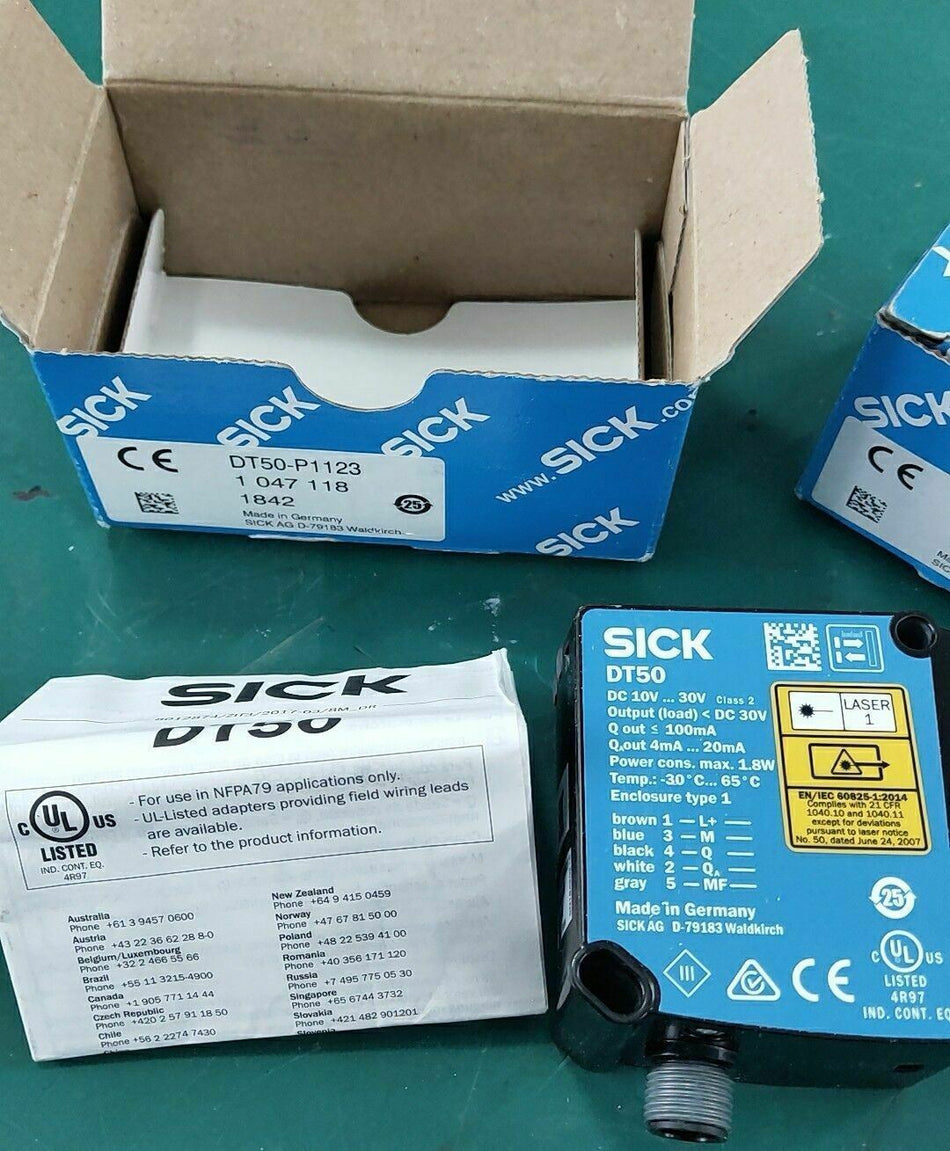 SICK
SICK
SICK
www.SICK.co
SICK
CE
DT50-P1123
1 047 118
1842
25
Made in Germany
SICK AG D-79183 Waldkirch
SICK
CE
SICK
DT50
C UL US
LISTED
IND. CONT. EQ.
4R97
- For use in NFPA79 applications only.
- UL-Listed adapters providing field wiring leads
are available.
- Refer to the product information.
Australia
Phone +61 3 9457 0600
Austria
Phone +43 22 36 62 28 8-0
Belgium/Luxembourg
Phone +32 2 466 55 66
Brazil
Phone +55 11 3215-4900
Canada
Phone +1 905 771 14 44
Czech Republic
Phone +420 2 57 91 18 50
Chile
Phone +56 2 2274 7430
New Zealand
Phone +64 9 415 0459
Norway
Phone +47 67 81 50 00
Poland
Phone +48 22 539 41 00
Romania
Phone +40 356 171 120
Russia
Phone +7 495 775 05 30
Singapore
Phone +65 6744 3732
Slovakia
Phone +421 482 901201
Slovenia
SICK
DT50
DC 10V ... 30V Class 2
Output (load) < DC 30V
Q out ≤ 100mA
QA out 4mA ... 20mA
Power cons. max. 1.8W
Temp.: -30°C... 65°C
Enclosure type 1
brown 1 — L+ —
blue 3 — M —
black 4 — Q —
white 2 — QA —
gray 5 — MF —
Made in Germany
SICK AG D-79183 Waldkirch
LASER
1
EN/IEC 60825-1:2014
Complies with 21 CFR
1040.10 and 1040.11
except for deviations
pursuant to laser notice
No. 50, dated June 24, 2007
25
III
CE
C UL US
LISTED
4R97
IND. CONT. EQ